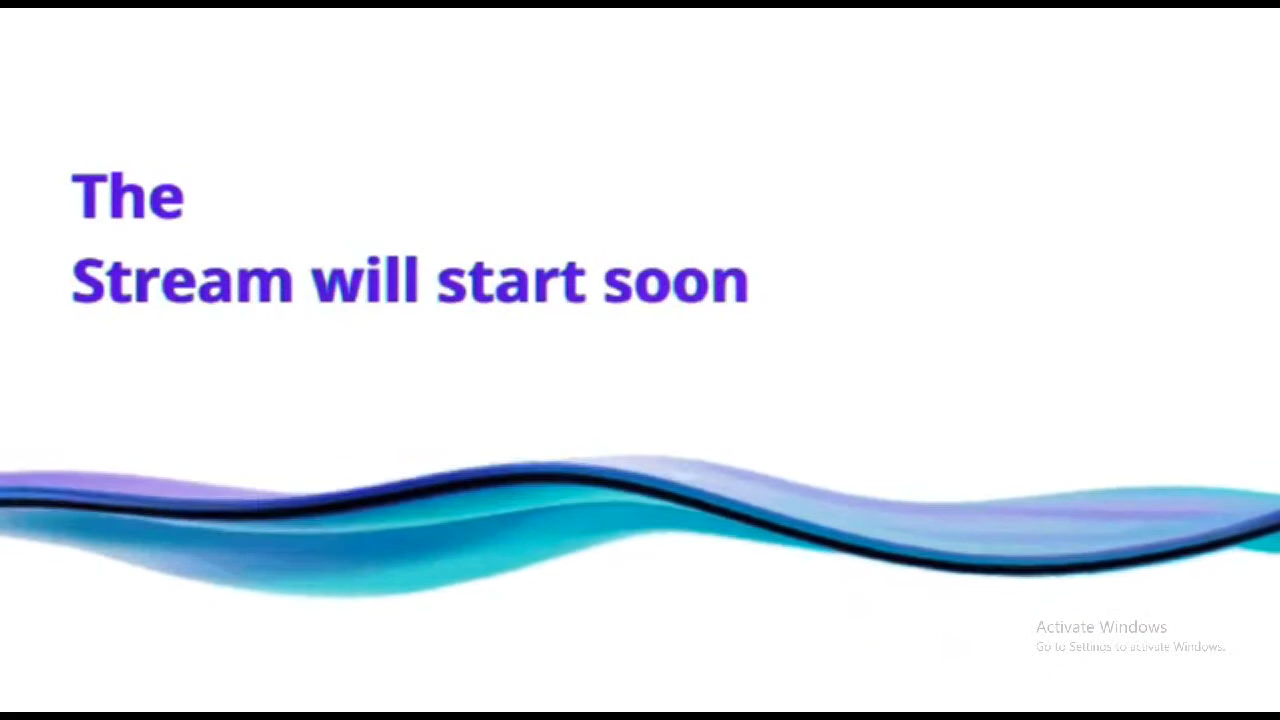 The
Stream will start soon
Activate Windows
Go to Settings to activate Windows.